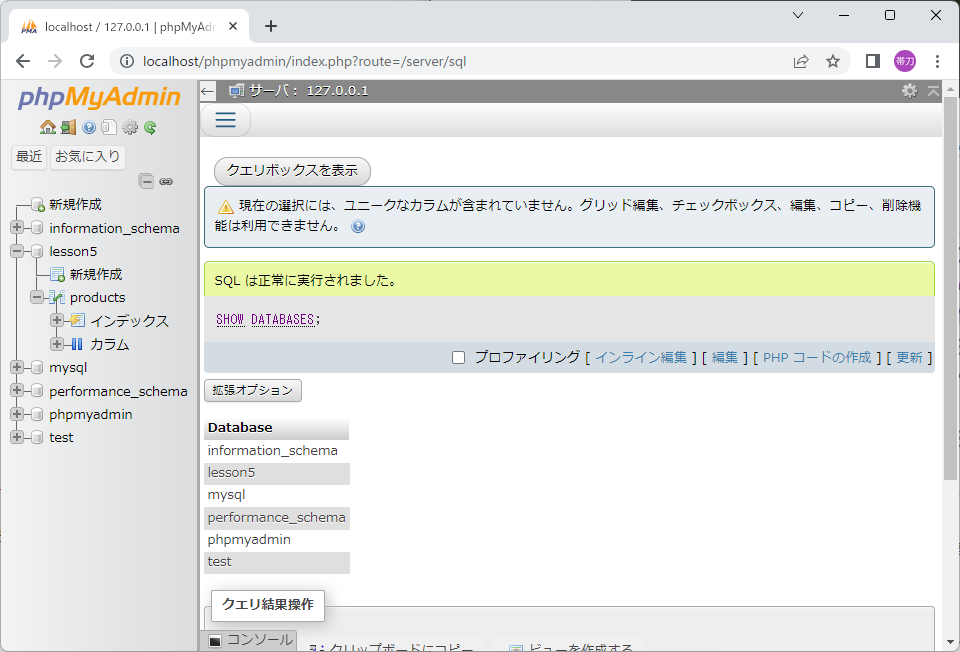 localhost / 127.0.0.1 | phpMyAd
localhost/phpmyadmin/index.php?route=/server/sql
帯刀
phpMyAdmin
最近
お気に入り
新規作成
information_schema
lesson5
新規作成
products
インデックス
カラム
mysql
performance_schema
phpmyadmin
test
サーバ: 127.0.0.1
クエリボックスを表示
現在の選択には、ユニークなカラムが含まれていません。グリッド編集、チェックボックス、編集、コピー、削除機
能は利用できません。
SQL は正常に実行されました。
SHOW DATABASES;
プロファイリング [ インライン編集 ] [ 編集 ] [ PHP コードの作成 ] [ 更新 ]
拡張オプション
Database
information_schema
lesson5
mysql
performance_schema
phpmyadmin
test
クエリ結果操作
コンソール
クリップボードにコピー
ビューを作成する